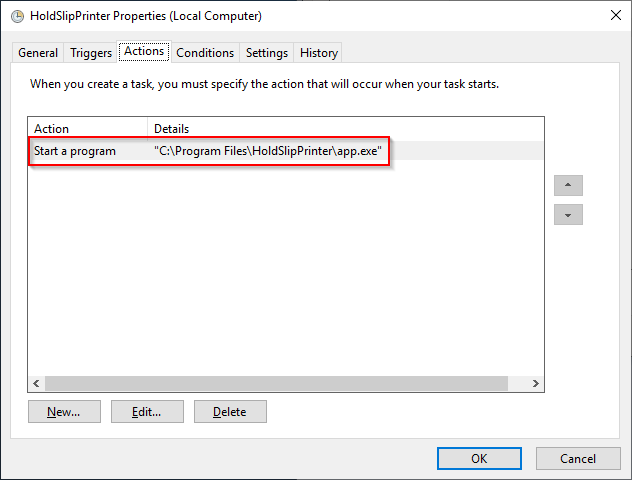 HoldSlipPrinter Properties (Local Computer)
General Triggers Actions Conditions Settings History
When you create a task, you must specify the action that will occur when your task starts.
Action Details
Start a program "C:\Program Files\HoldSlipPrinter\app.exe"
New... Edit... Delete
OK Cancel